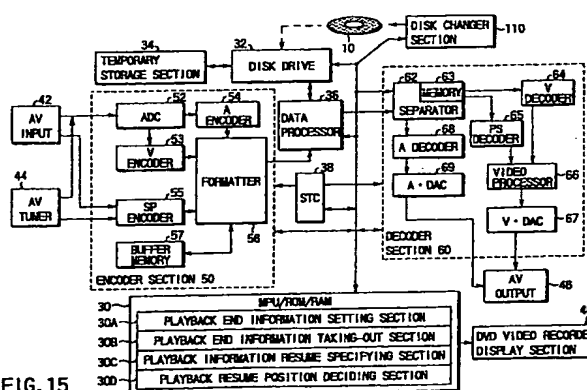 34
TEMPORARY STORAGE SECTION
32
DISK DRIVE
10
DISK CHANGER SECTION
110
42
AV INPUT
44
AV TUNER
52
ADC
54
A ENCODER
53
V ENCODER
55
SP ENCODER
FORMATTER
56
57
BUFFER MEMORY
ENCODER SECTION 50
36
DATA PROCESSOR
38
STC
62
SEPARATOR
63
MEMORY
64
V DECODER
65
PS DECODER
68
A DECODER
69
A・DAC
VIDEO PROCESSOR
66
V・DAC
67
DECODER SECTION 60
AV OUTPUT
30
MPU/ROM/RAM
30A
PLAYBACK END INFORMATION SETTING SECTION
30B
PLAYBACK END INFORMATION TAKING-OUT SECTION
30C
PLAYBACK INFORMATION RESUME SPECIFYING SECTION
30D
PLAYBACK RESUME POSITION DECIDING SECTION
DVD VIDEO RECORDER DISPLAY SECTION
FIG. 15